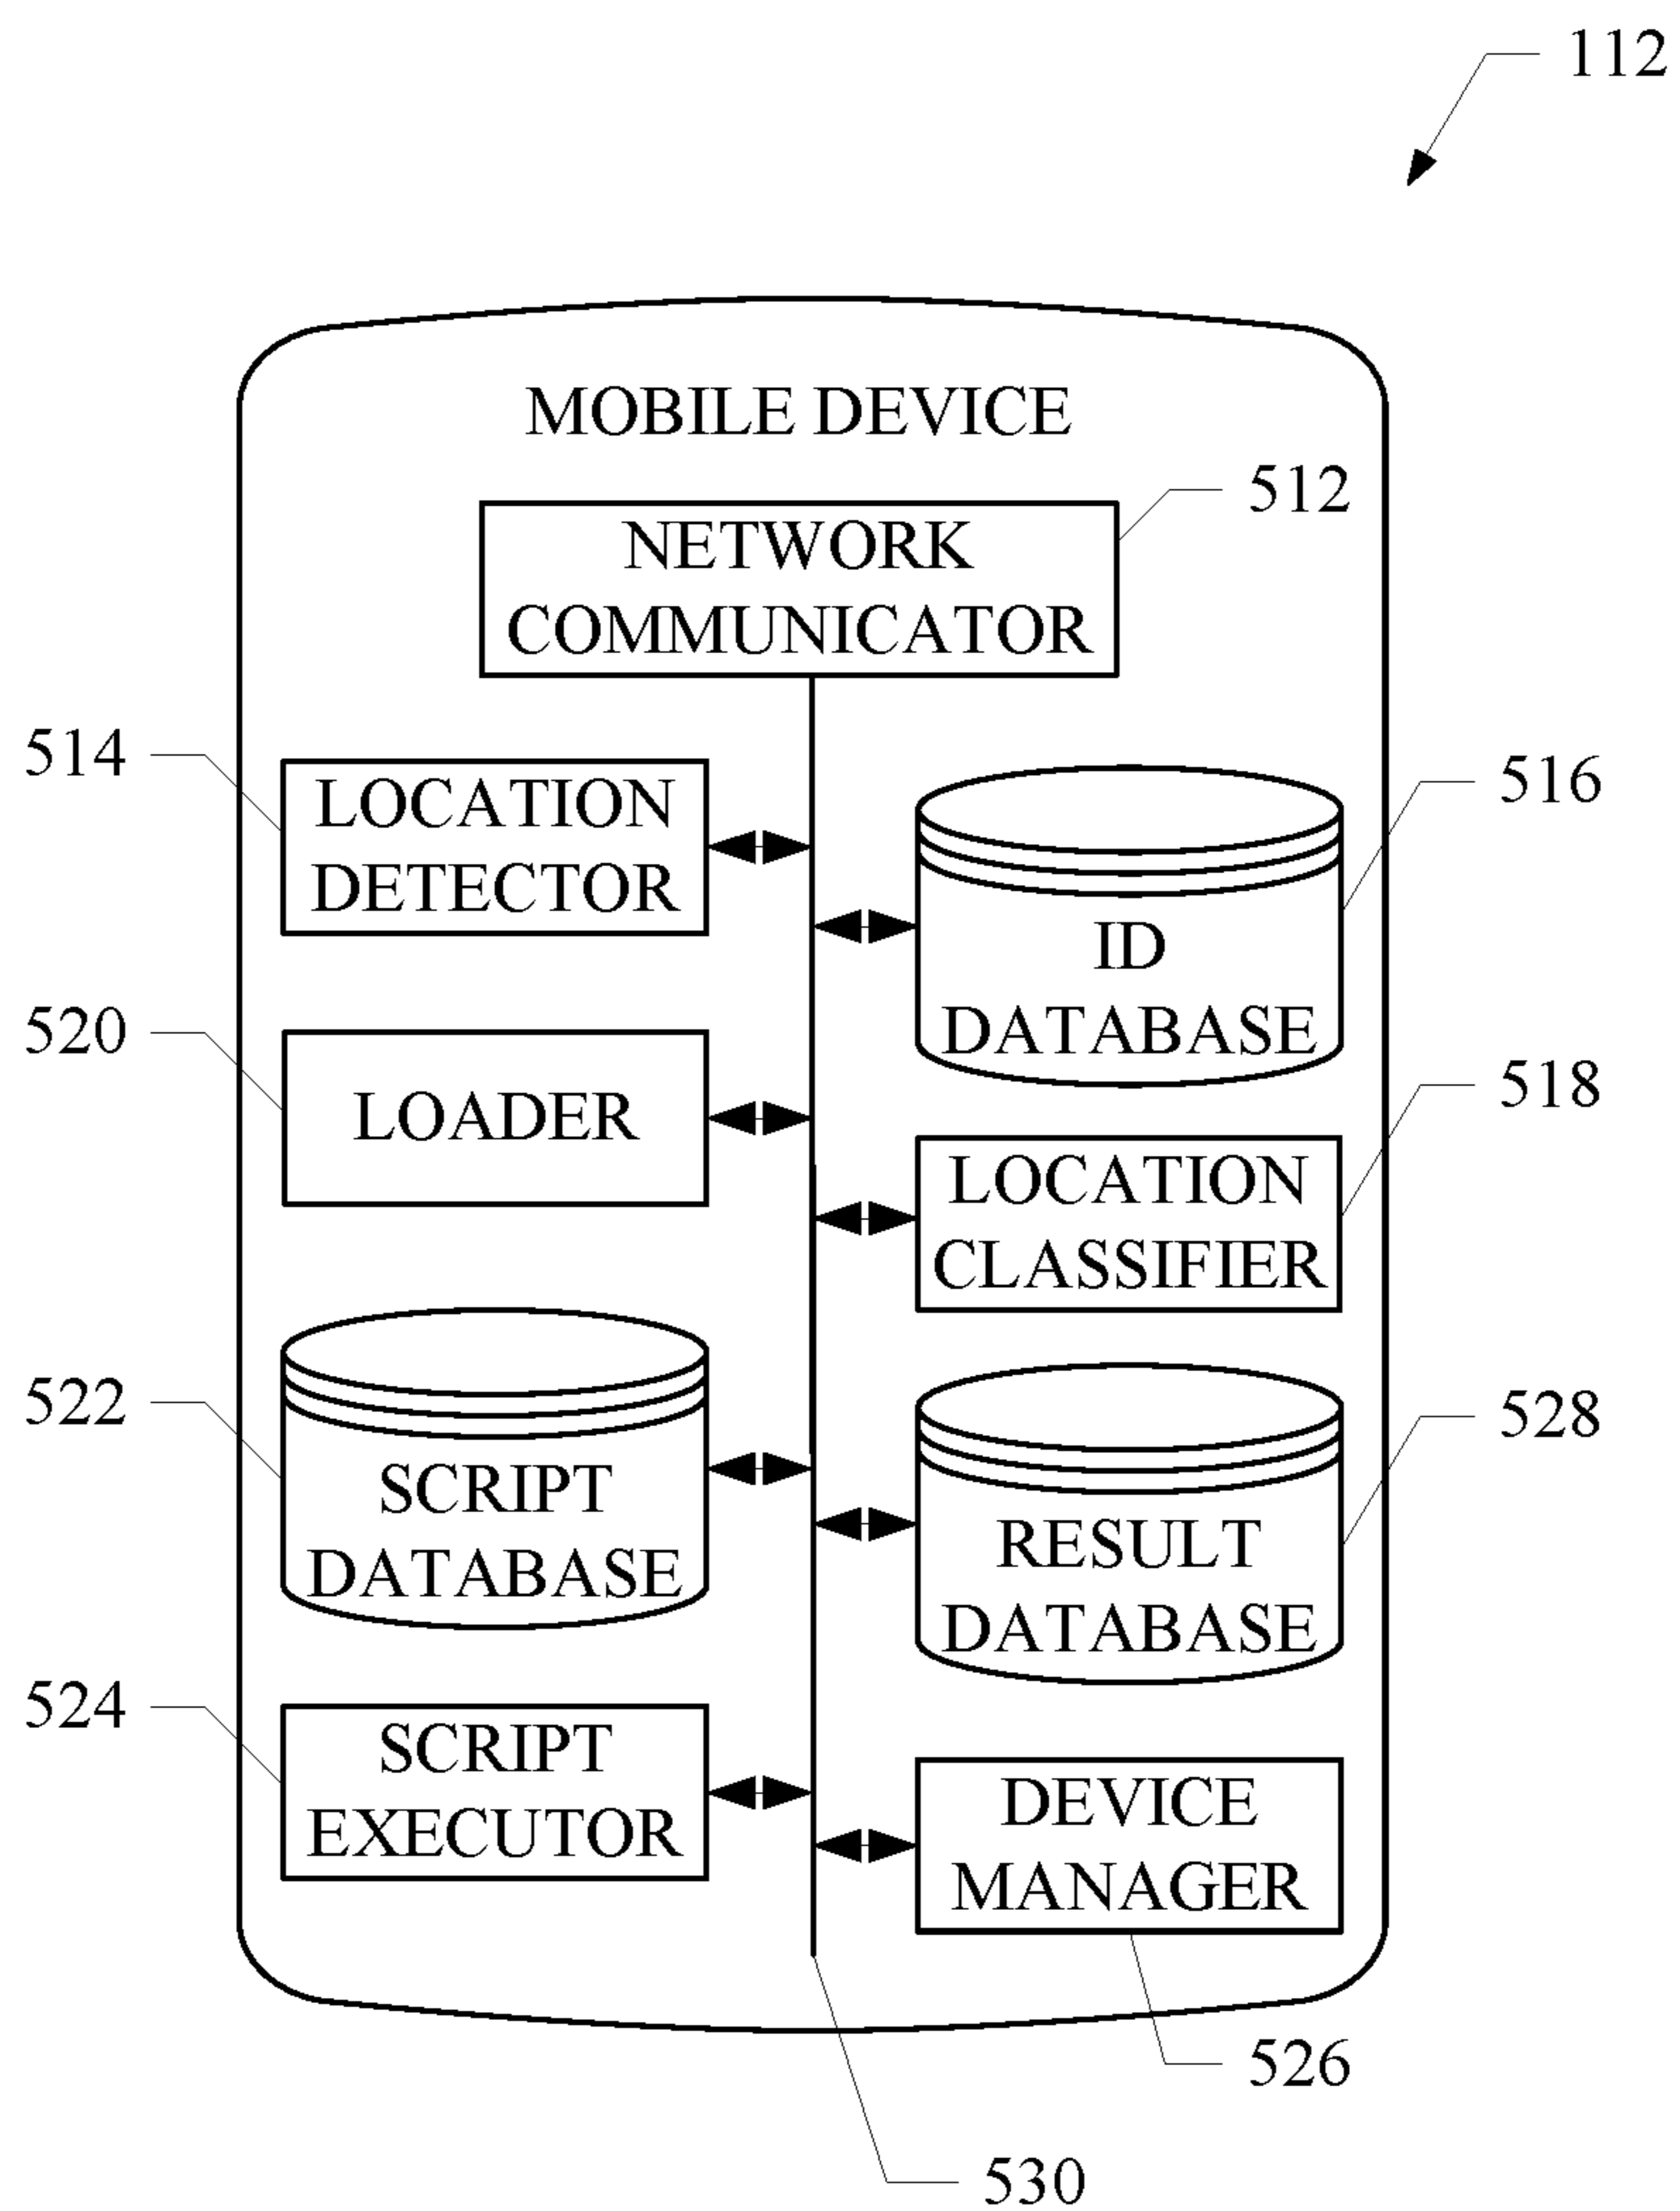 112
MOBILE DEVICE
512
NETWORK
COMMUNICATOR
514
LOCATION
DETECTOR
516
ID
DATABASE
520
LOADER
518
LOCATION
CLASSIFIER
522
SCRIPT
DATABASE
528
RESULT
DATABASE
524
SCRIPT
EXECUTOR
DEVICE
MANAGER
526
530